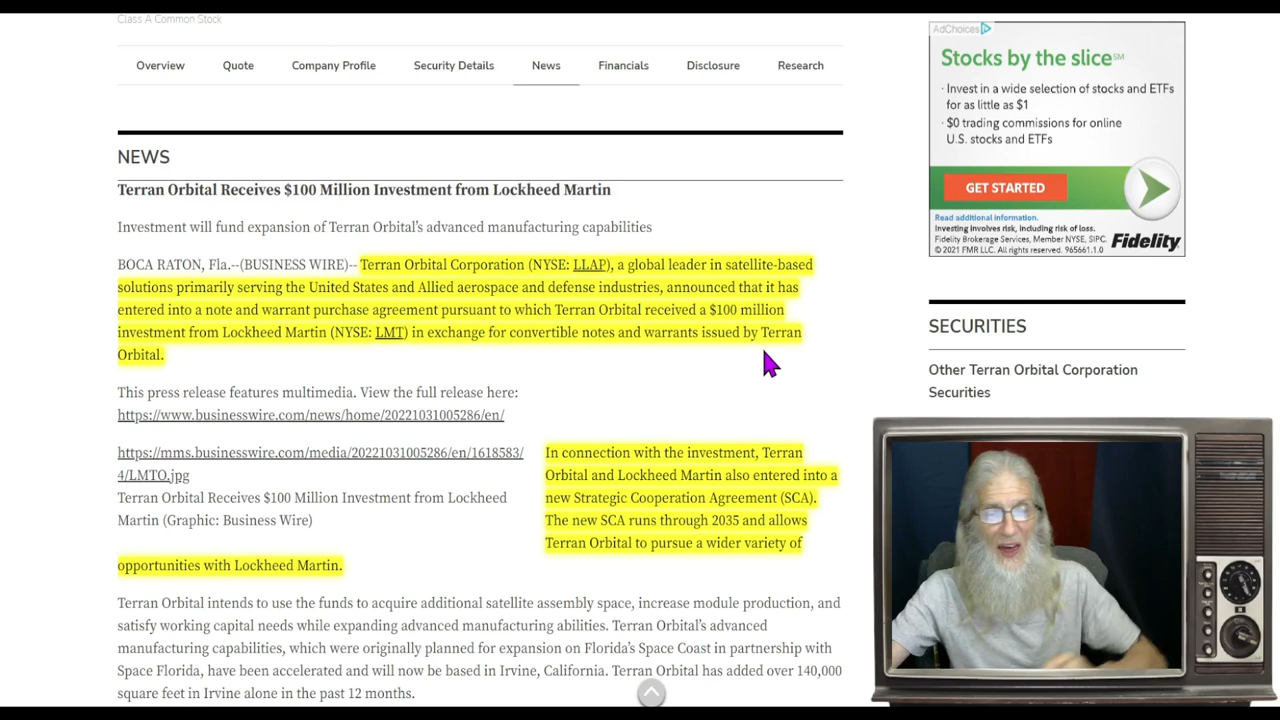 Class A Common Stock
Overview Quote Company Profile Security Details News Financials Disclosure Research
NEWS
Terran Orbital Receives $100 Million Investment from Lockheed Martin
Investment will fund expansion of Terran Orbital's advanced manufacturing capabilities
BOCA RATON, Fla.--(BUSINESS WIRE)-- Terran Orbital Corporation (NYSE: LLAP), a global leader in satellite-based
solutions primarily serving the United States and Allied aerospace and defense industries, announced that it has
entered into a note and warrant purchase agreement pursuant to which Terran Orbital received a $100 million
investment from Lockheed Martin (NYSE: LMT) in exchange for convertible notes and warrants issued by Terran
Orbital.
This press release features multimedia. View the full release here:
https://www.businesswire.com/news/home/20221031005286/en/
https://mms.businesswire.com/media/20221031005286/en/1618583/
4/LMTO.jpg
Terran Orbital Receives $100 Million Investment from Lockheed
Martin (Graphic: Business Wire)
In connection with the investment, Terran
Orbital and Lockheed Martin also entered into a
new Strategic Cooperation Agreement (SCA).
The new SCA runs through 2035 and allows
Terran Orbital to pursue a wider variety of
opportunities with Lockheed Martin.
Terran Orbital intends to use the funds to acquire additional satellite assembly space, increase module production, and
satisfy working capital needs while expanding advanced manufacturing abilities. Terran Orbital's advanced
manufacturing capabilities, which were originally planned for expansion on Florida's Space Coast in partnership with
Space Florida, have been accelerated and will now be based in Irvine, California. Terran Orbital has added over 140,000
square feet in Irvine alone in the past 12 months.
AdChoices
Stocks by the slice℠
· Invest in a wide selection of stocks and ETFs
for as little as $1
· $0 trading commissions for online
U.S. stocks and ETFs
GET STARTED
Read additional information.
Investing involves risk, including risk of loss.
Fidelity Brokerage Services, Member NYSE, SIPC.
© 2021 FMR LLC. All rights reserved. 965661.1.0
Fidelity
SECURITIES
Other Terran Orbital Corporation
Securities